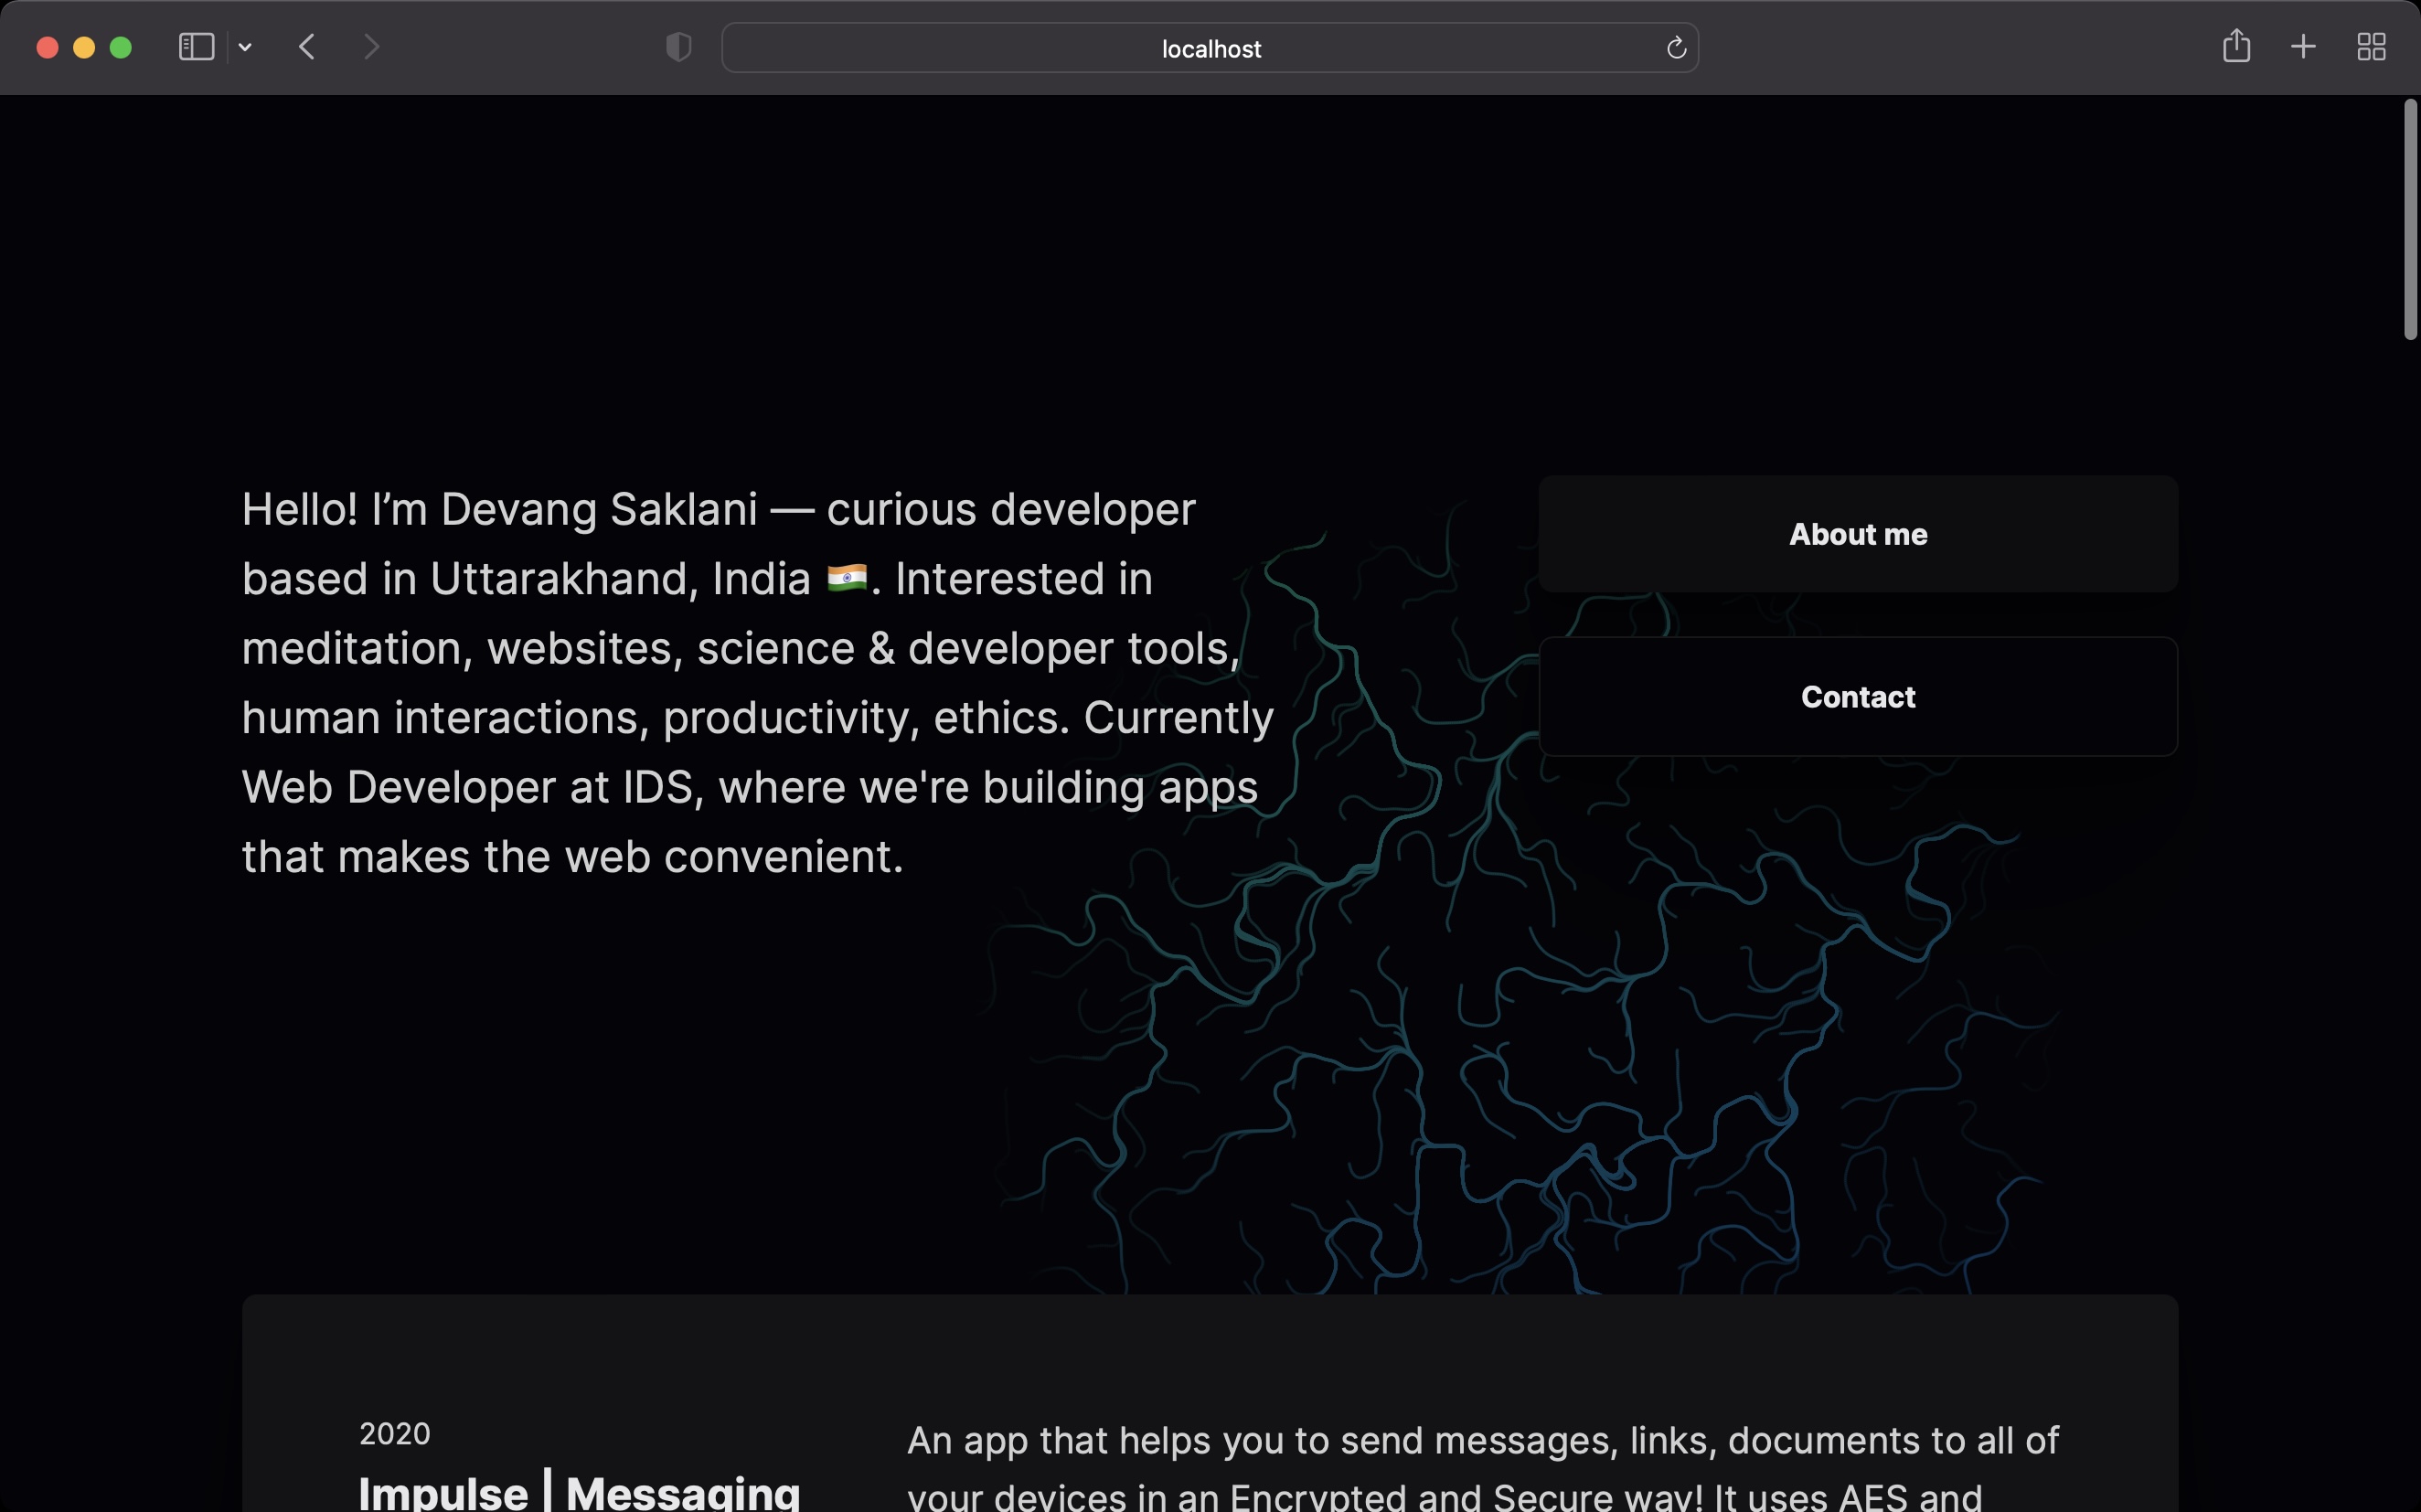 localhost
Hello! I’m Devang Saklani — curious developer
based in Uttarakhand, India 🇮🇳. Interested in
meditation, websites, science & developer tools,
human interactions, productivity, ethics. Currently
Web Developer at IDS, where we're building apps
that makes the web convenient.
About me
Contact
2020
Impulse | Messaging
An app that helps you to send messages, links, documents to all of
your devices in an Encrypted and Secure way! It uses AES and